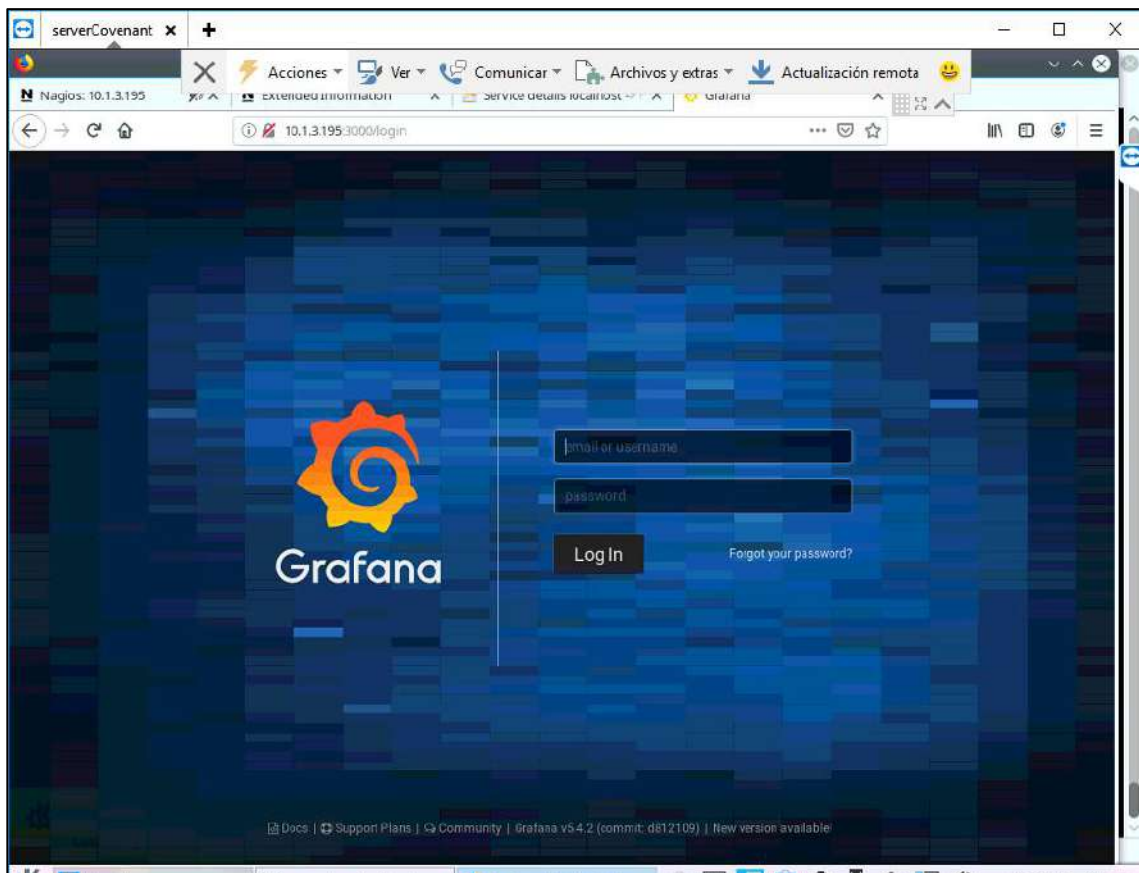 serverCovenant
Acciones Ver Comunicar Archivos y extras Actualización remota
Nagios: 10.1.3.195
Extended Information
Service details localhost
Grafana
10.1.3.195:3000/login
email or username
password
Log In
Forgot your password?
Grafana
Docs | Support Plans | Community | Grafana v5.4.2 (commit: d812109) | New version available!